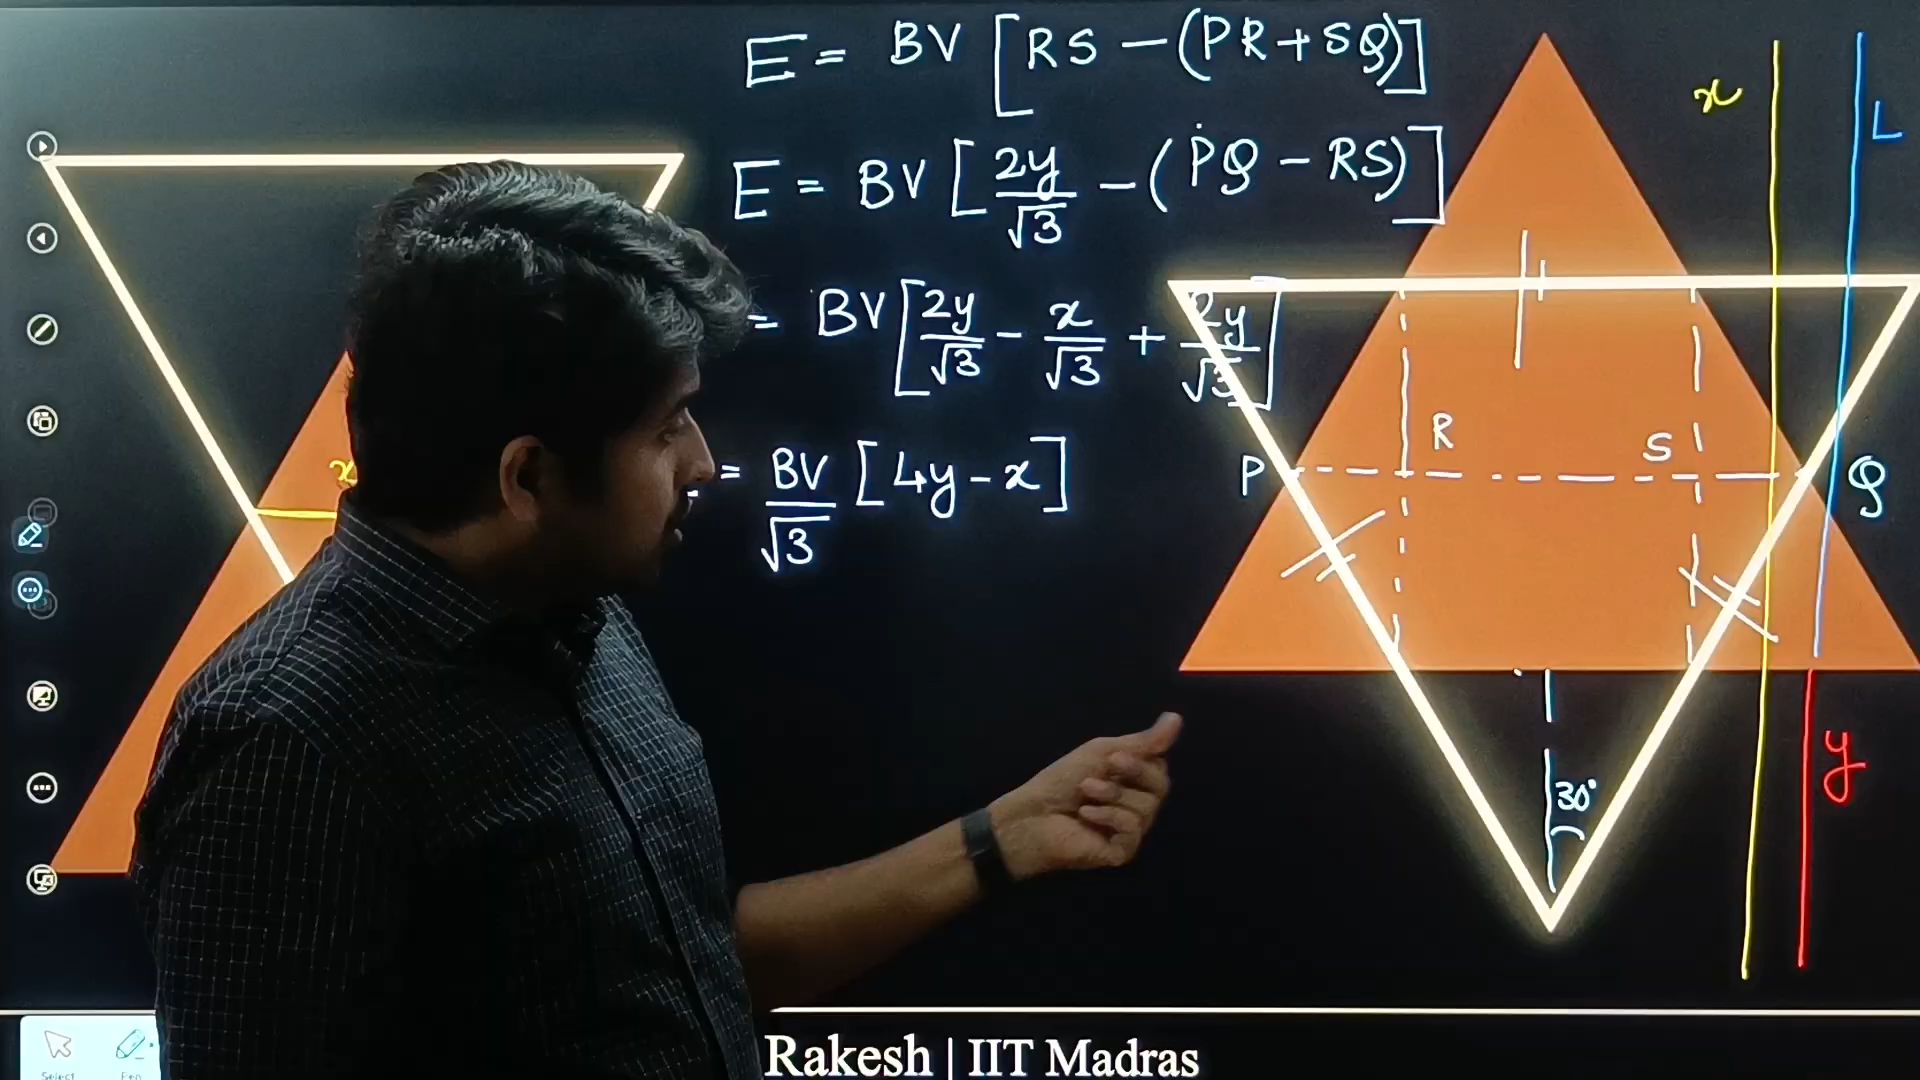 E = BV [RS - (PR + SQ)]
E = BV [2y/√3 - (PQ - RS)]
= BV [2y/√3 - x/√3 + 2y/√3]
= BV/√3 [4y - x]
x
L
R
S
P
Q
x
y
30°
Rakesh | IIT Madras
Select
Pen